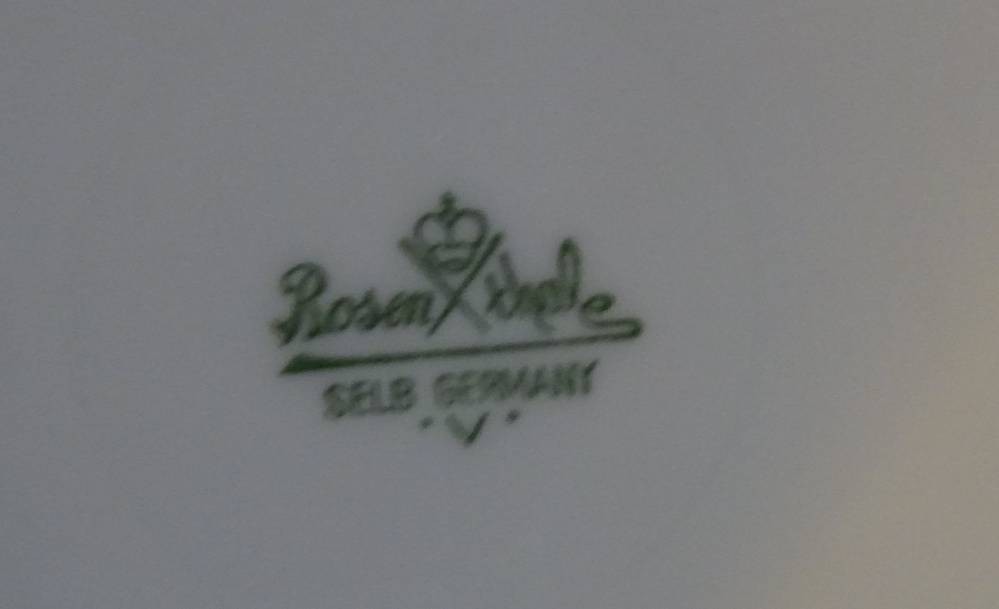 Rosenthal
SELB GERMANY
· V ·